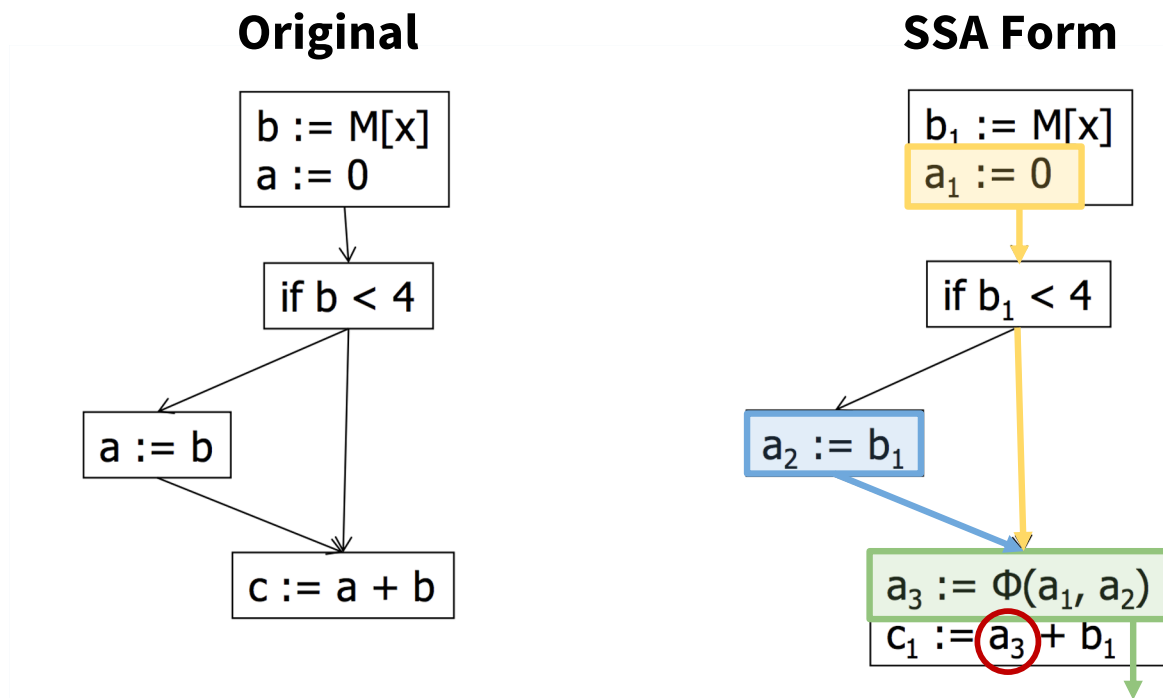 Original
b := M[x]
a := 0
if b < 4
a := b
c := a + b
SSA Form
b₁ := M[x]
a₁ := 0
if b₁ < 4
a₂ := b₁
a₃ := Φ(a₁, a₂)
c₁ := a₃ + b₁